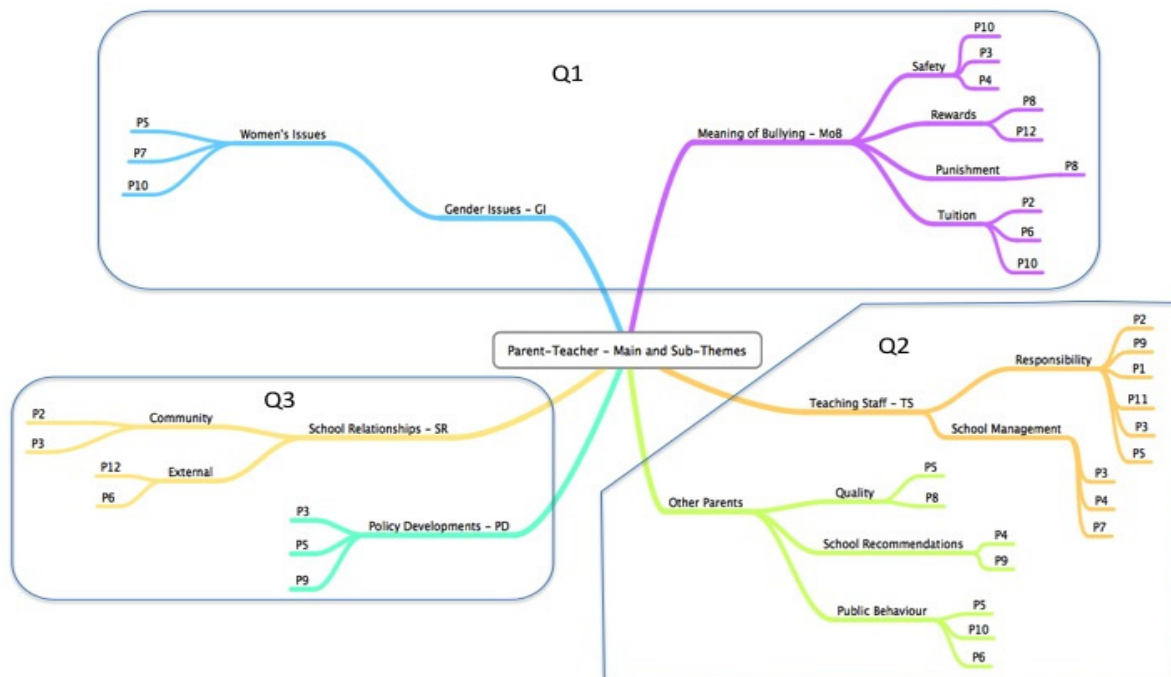 Q1
Women's Issues
P5
P7
P10
Gender Issues - GI
Meaning of Bullying - MoB
Safety
P10
P3
P4
Rewards
P8
P12
Punishment
P8
Tuition
P2
P6
P10
Parent-Teacher - Main and Sub-Themes
Q2
Teaching Staff - TS
Responsibility
P2
P9
P1
P11
P3
P5
School Management
P3
P4
P7
Other Parents
Quality
P5
P8
School Recommendations
P4
P9
Public Behaviour
P5
P10
P6
Q3
School Relationships - SR
Community
P2
P3
External
P12
P6
Policy Developments - PD
P3
P5
P9